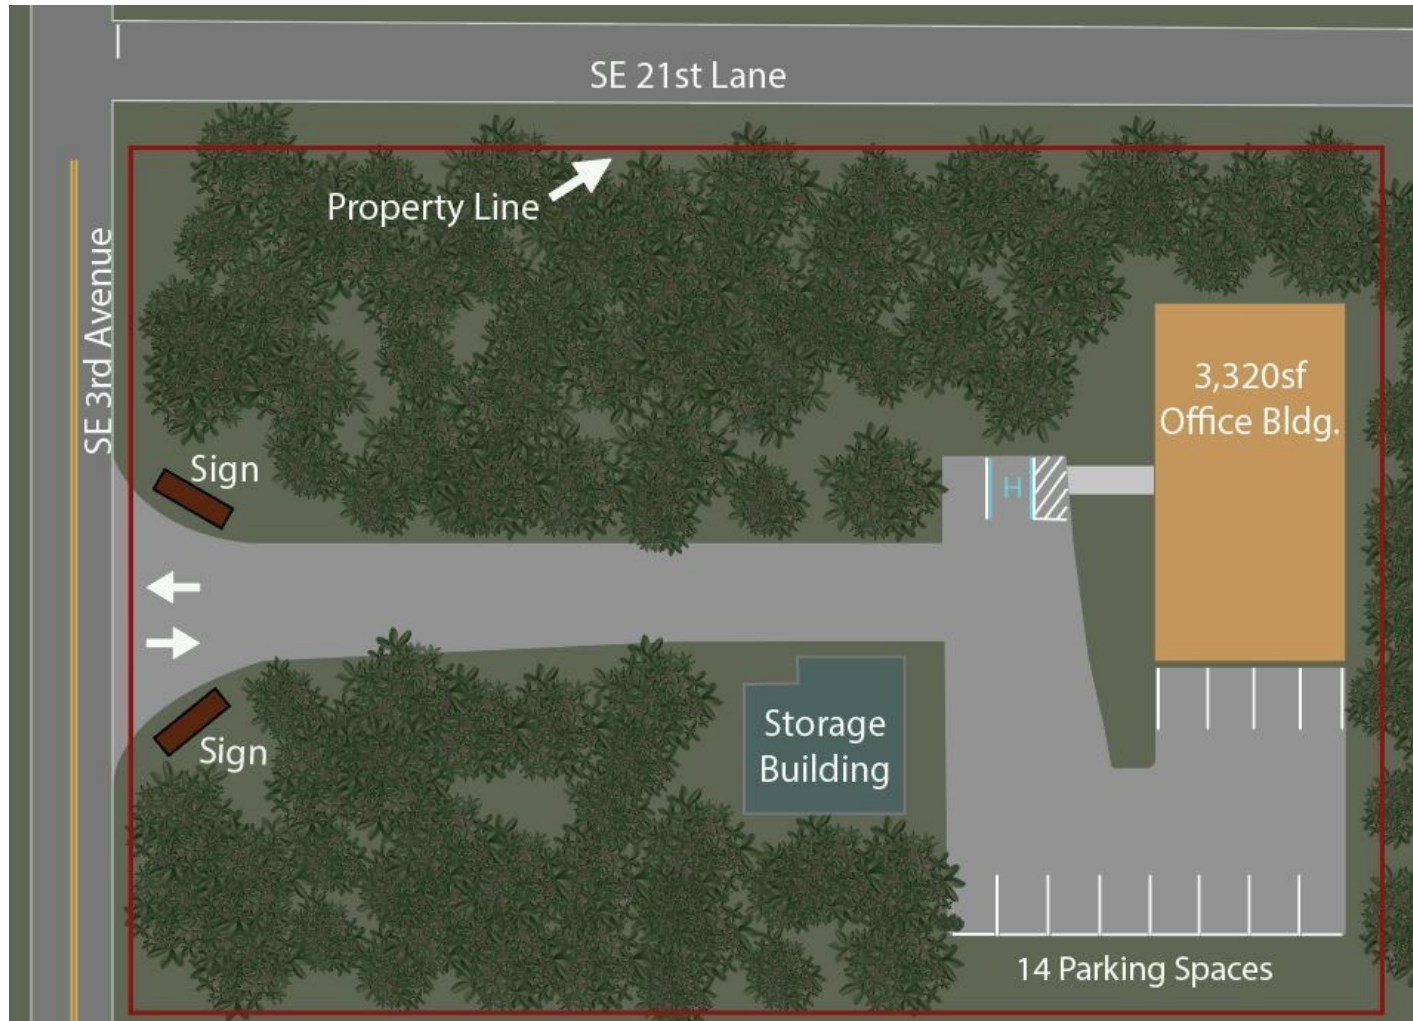 SE 21st Lane
Property Line
SE 3rd Avenue
3,320sf
Office Bldg.
Sign
H
Sign
Storage
Building
14 Parking Spaces